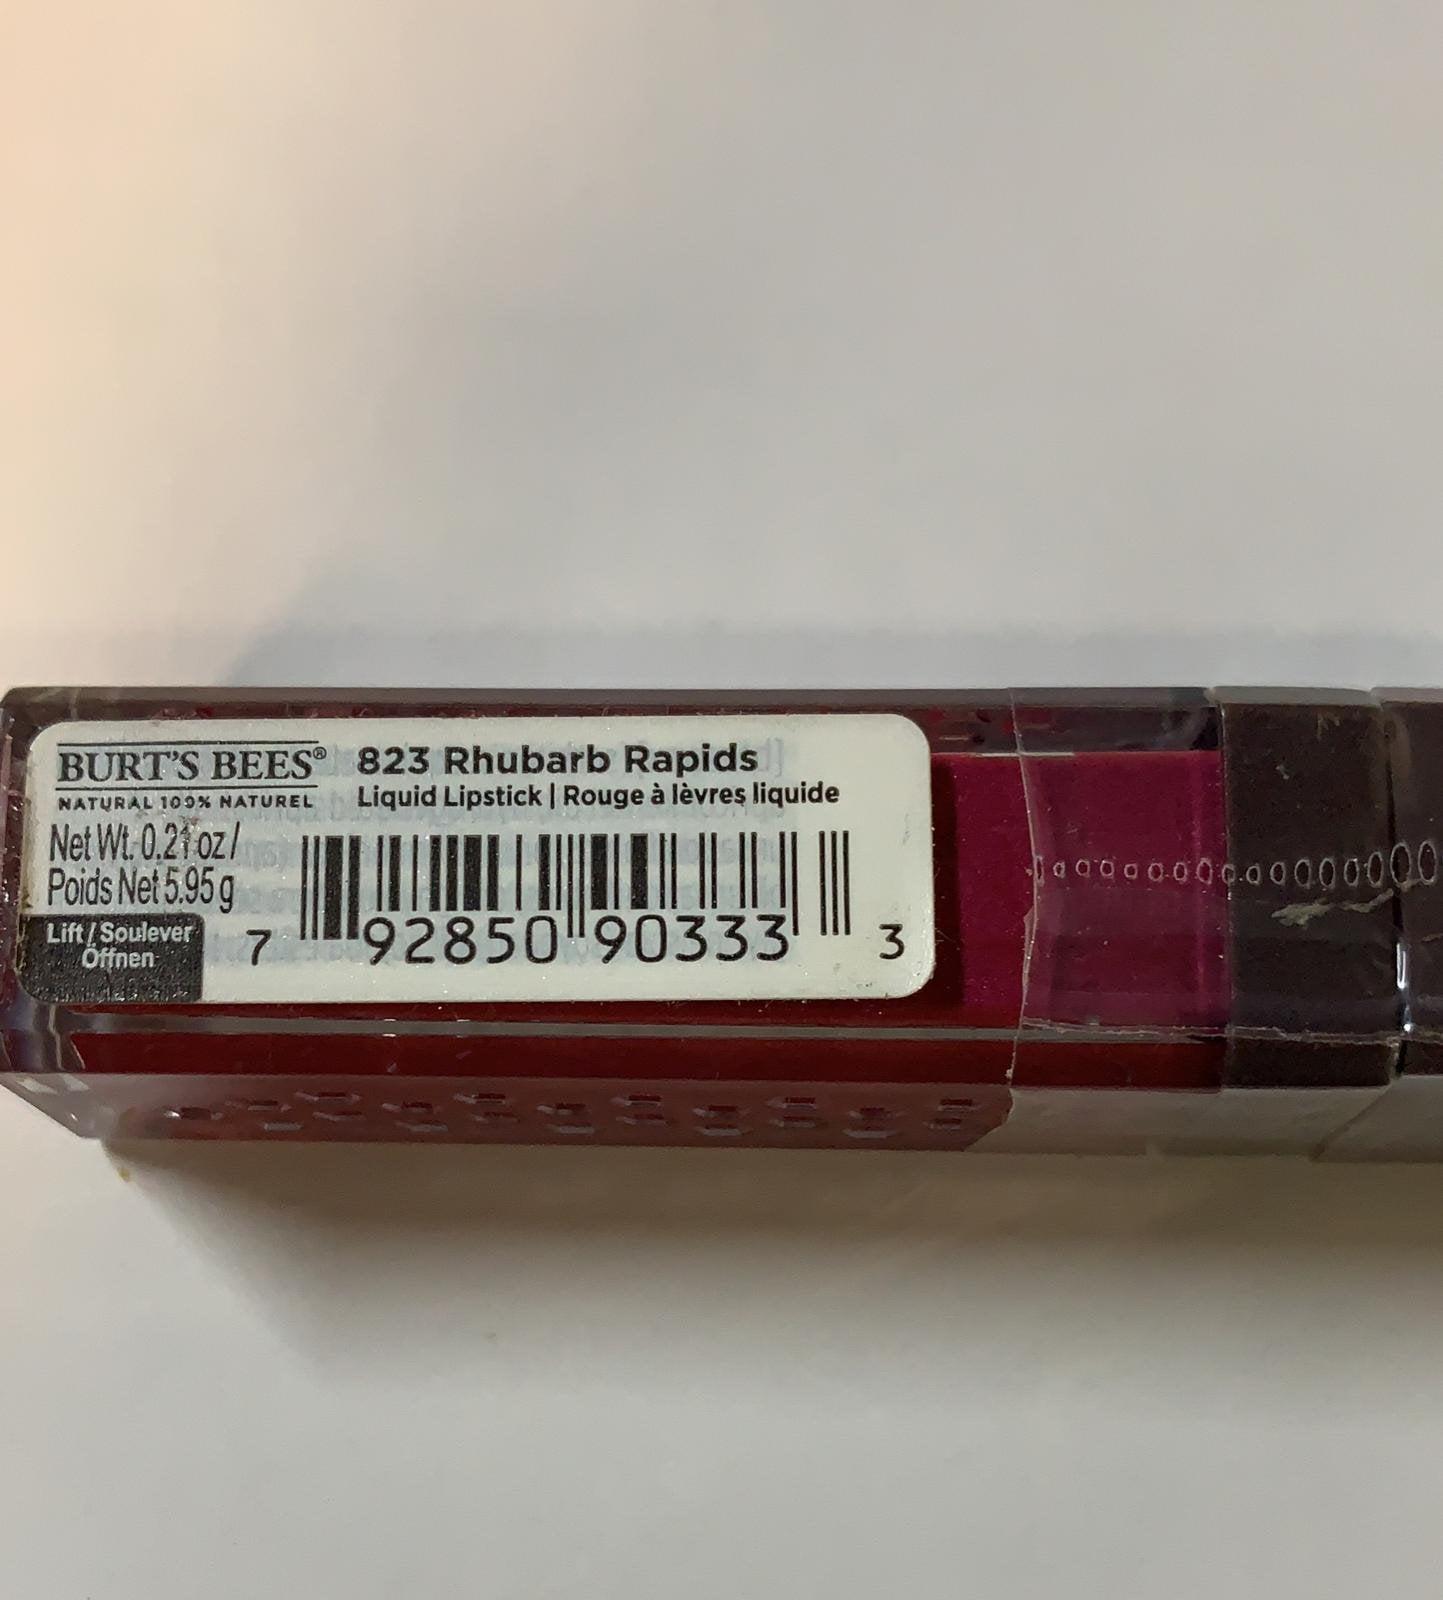 BURT'S BEES®
NATURAL 100% NATUREL
823 Rhubarb Rapids
Liquid Lipstick | Rouge à lèvres liquide
Net Wt. 0.21 oz /
Poids Net 5.95 g
Lift / Soulever
Öffnen
7 92850 90333 3